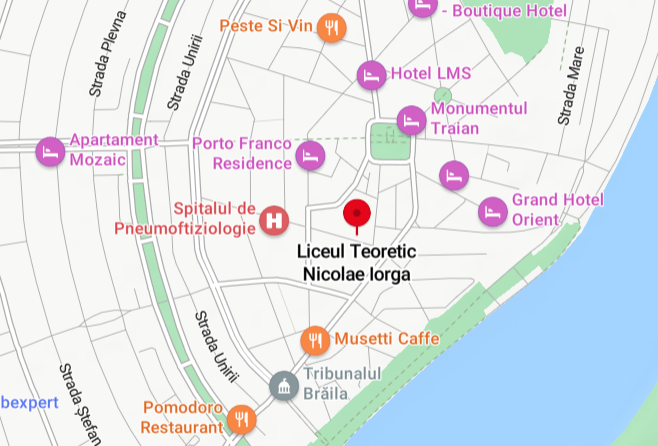 - Boutique Hotel
Peste Si Vin
Strada Plevna
Strada Unirii
Hotel LMS
Strada Mare
Monumentul
Traian
Apartament
Mozaic
Porto Franco
Residence
Grand Hotel
Orient
Spitalul de
Pneumoftiziologie
Liceul Teoretic
Nicolae Iorga
Strada Unirii
Musetti Caffe
Tribunalul
Brăila
Strada Ștefan
bexpert
Pomodoro
Restaurant